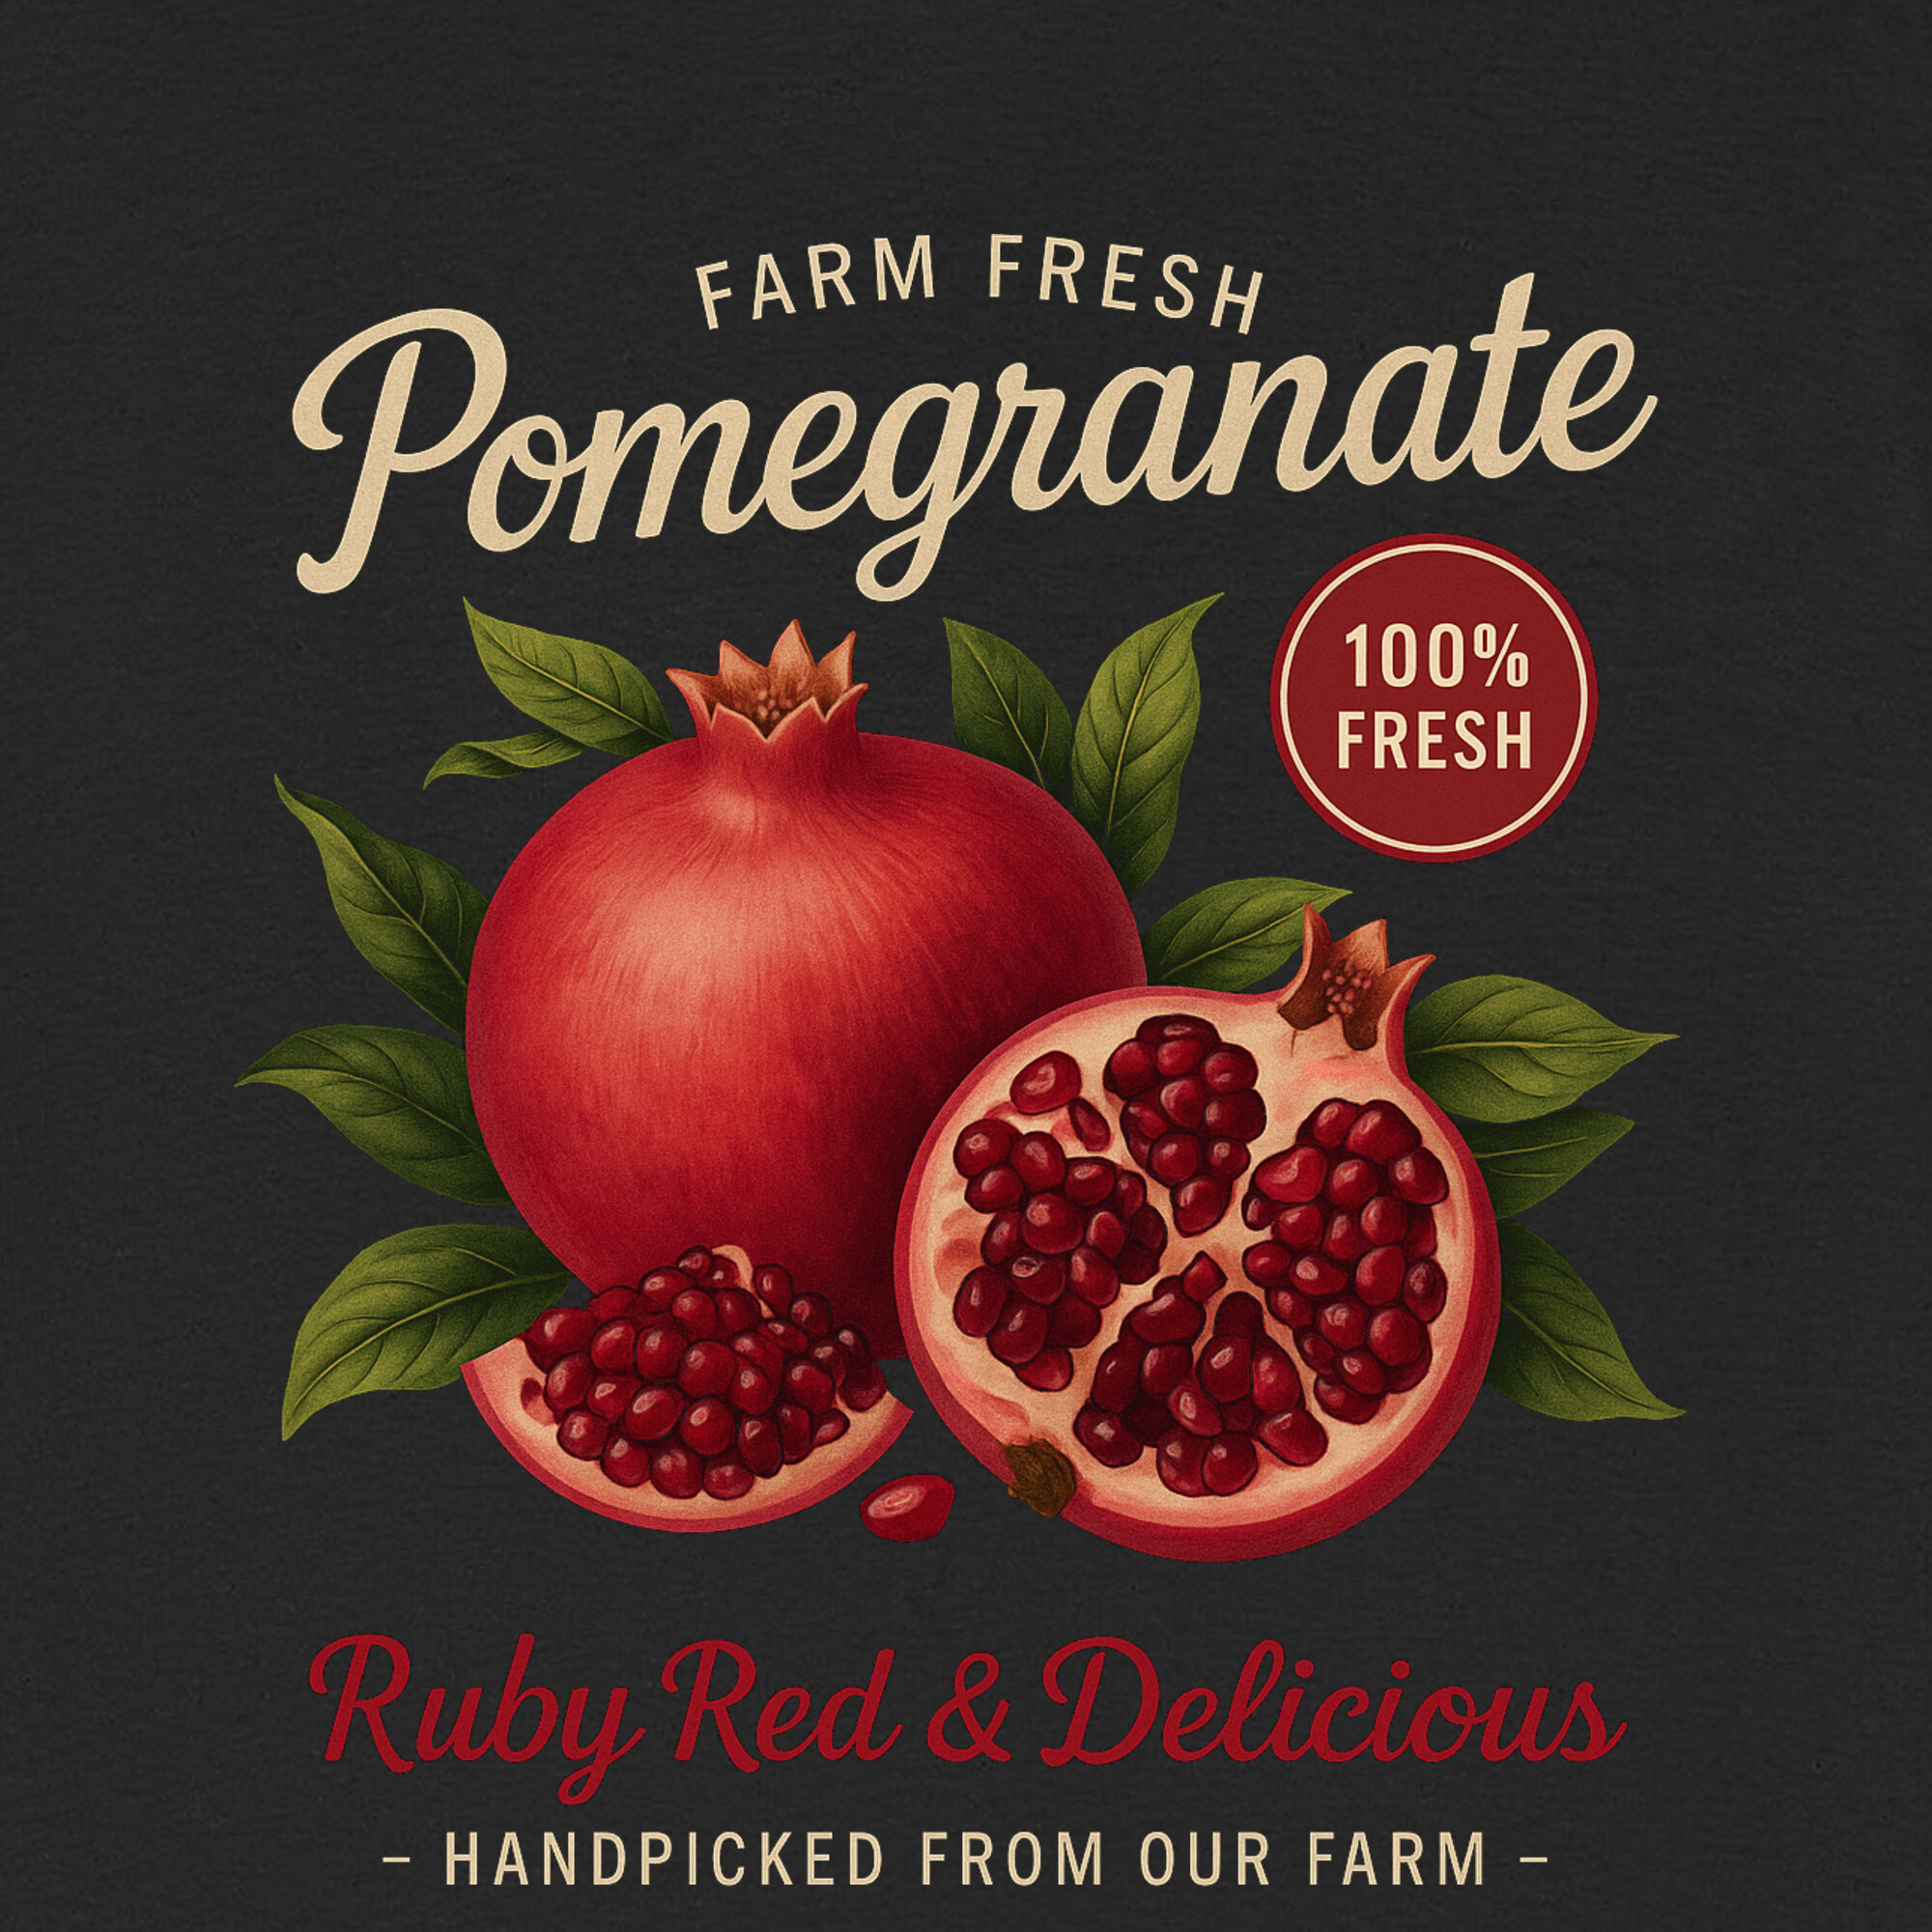 FARM FRESH
Pomegranate
100%
FRESH
Ruby Red & Delicious
– HANDPICKED FROM OUR FARM –